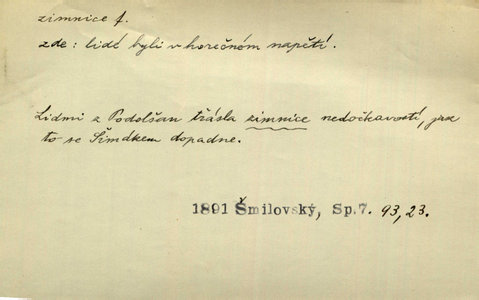 zimnice f.
zde: lidé byli v horečném napětí.
Lidmi z Podolšan třásla zimnice nedočkavostí, jak
to se Šimákem dopadne.
1891 Šmilovský, Sp.7. 93,23.